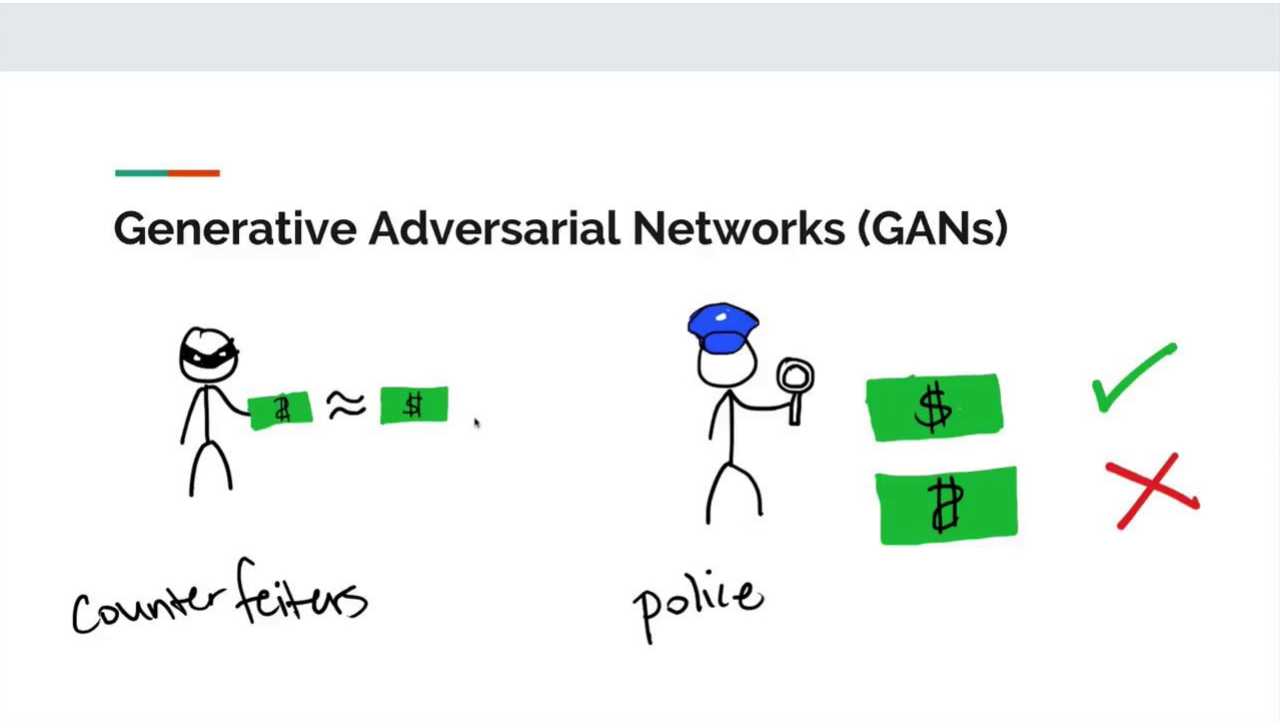 Generative Adversarial Networks (GANs)
≈ $
$
counterfeiters
police